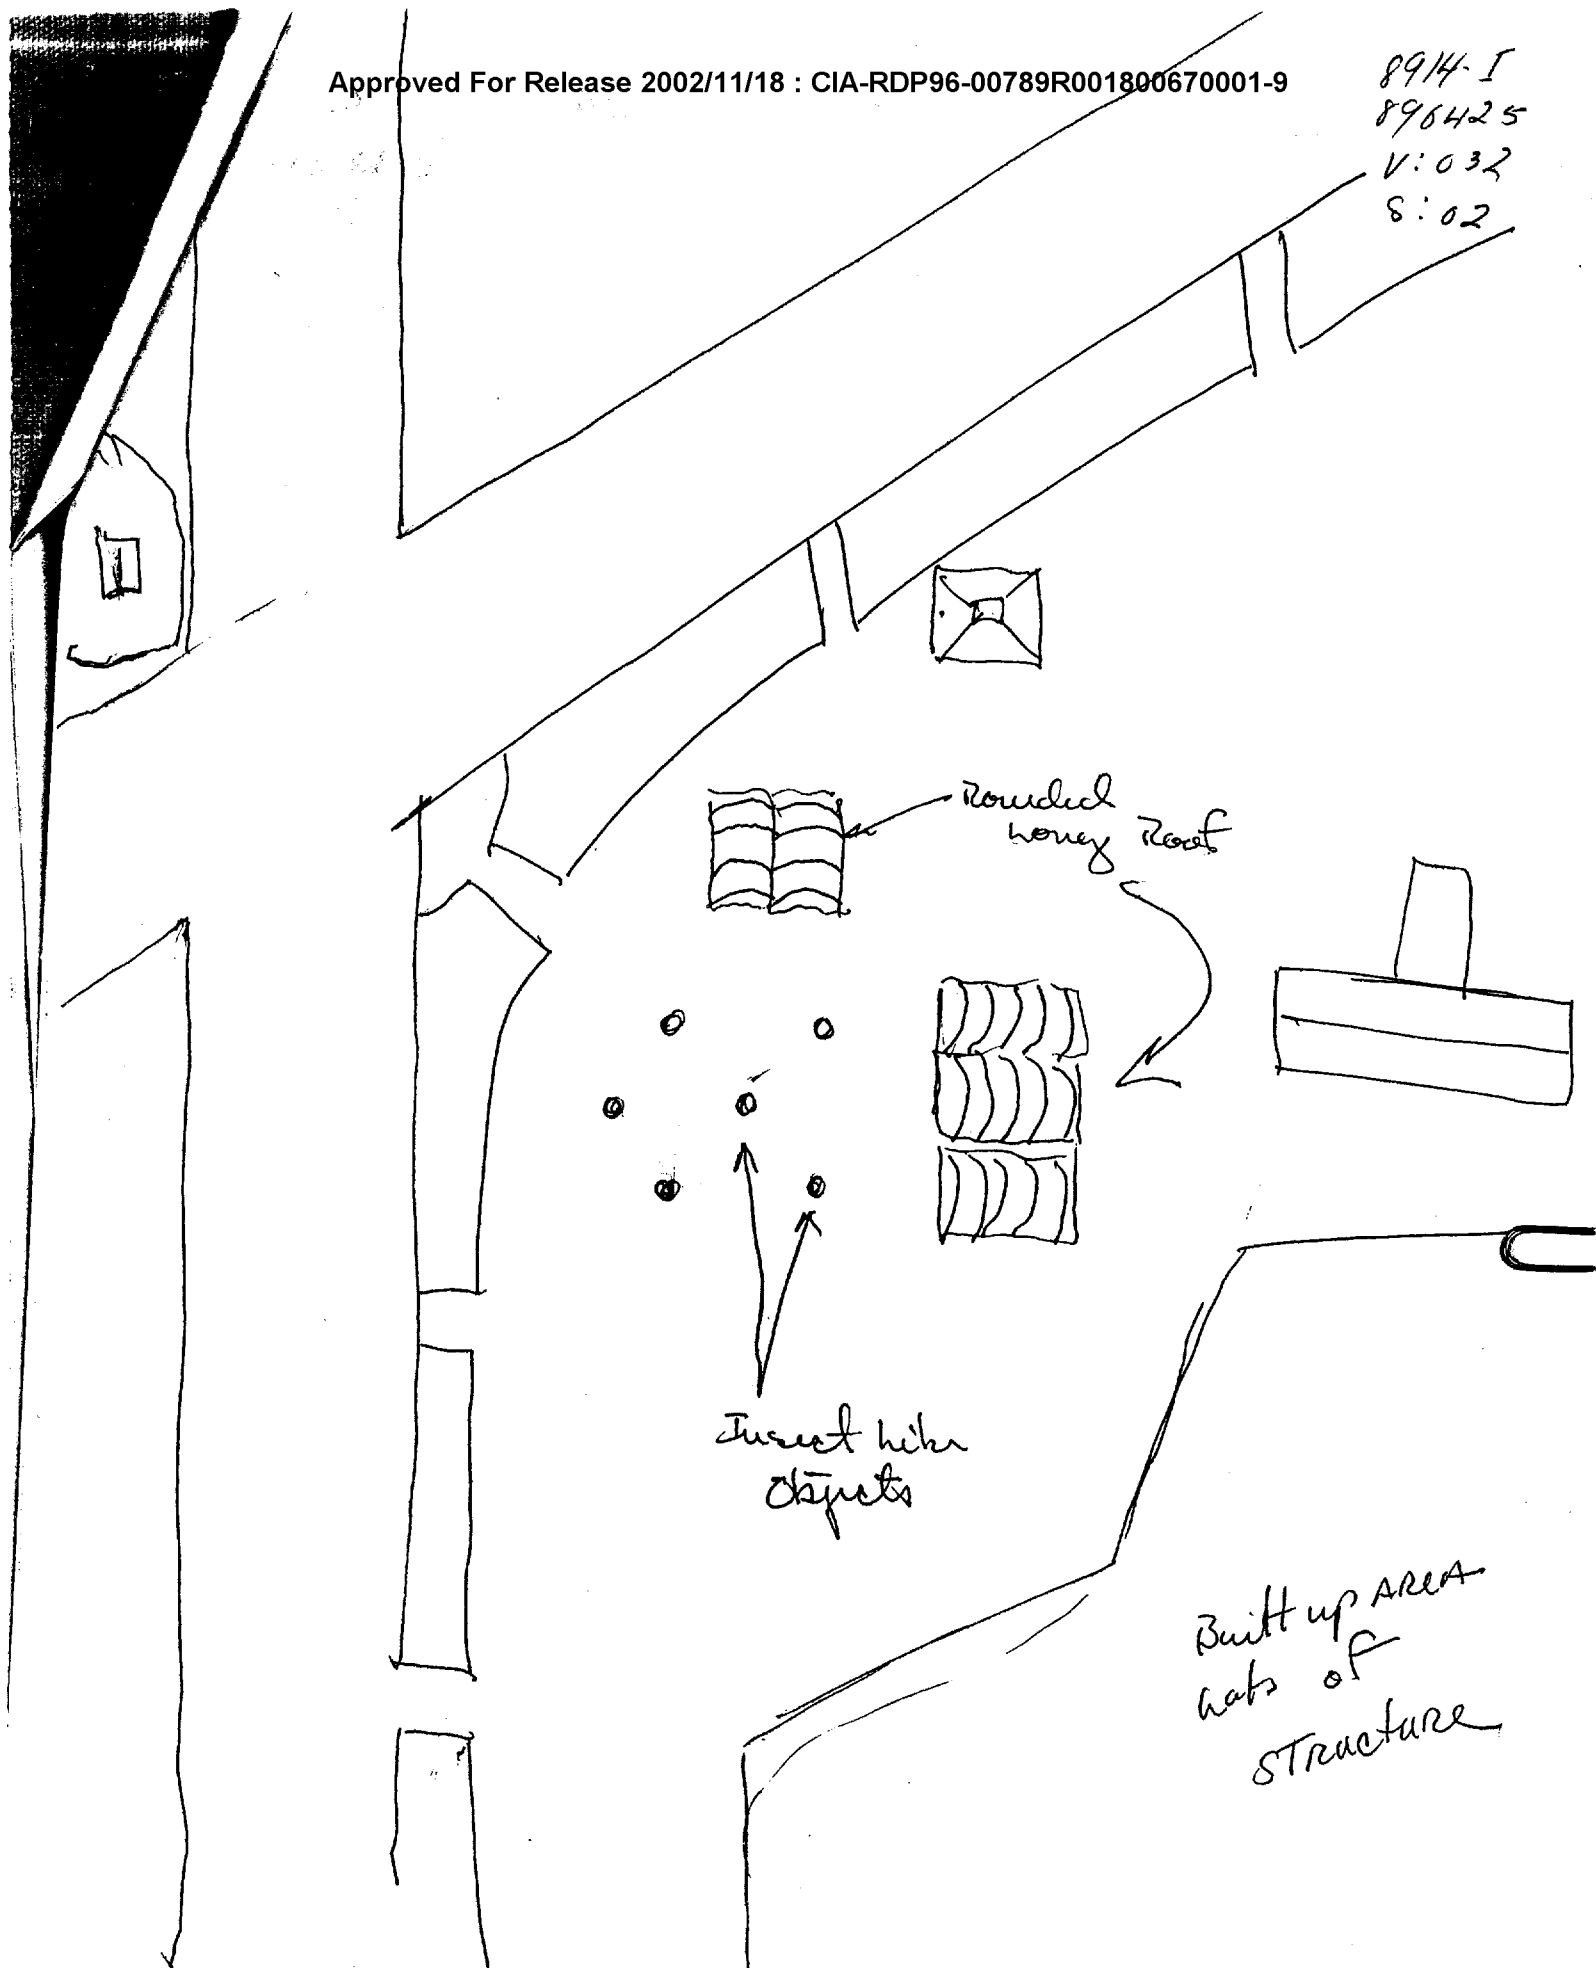 Approved For Release 2002/11/18 : CIA-RDP96-00789R001800670001-9
8914-I
896425
V: 032
S: 02
Rounded
Long Roof
Insect Like
Objects
Built up AREA
Lots of
STRUCTURE